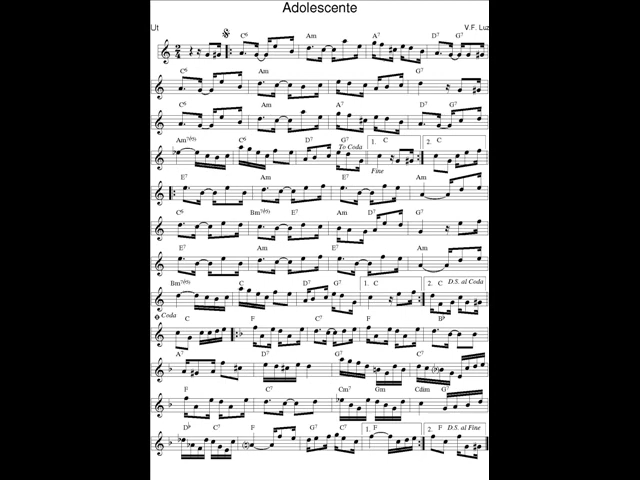 Adolescente
Ut V.F. Luz
C6 Am A7 D7 G7
C6 Am G7
C6 Am A7 D7 G7
Am7(b5) C6 D7 G7 To Coda 1. C 2. C
Fine
E7 Am E7 Am
C6 Bm7(b5) E7 Am D7 G7
E7 Am E7 Am
Bm7(b5) C D7 G7 1. C 2. C D.S. al Coda
Coda
C F C7 F Bb
A7 D7 G7 C7
F C7 Cm7 Gm Cdim
Db C7 F G7 C7 1. F 2. F D.S. al Fine